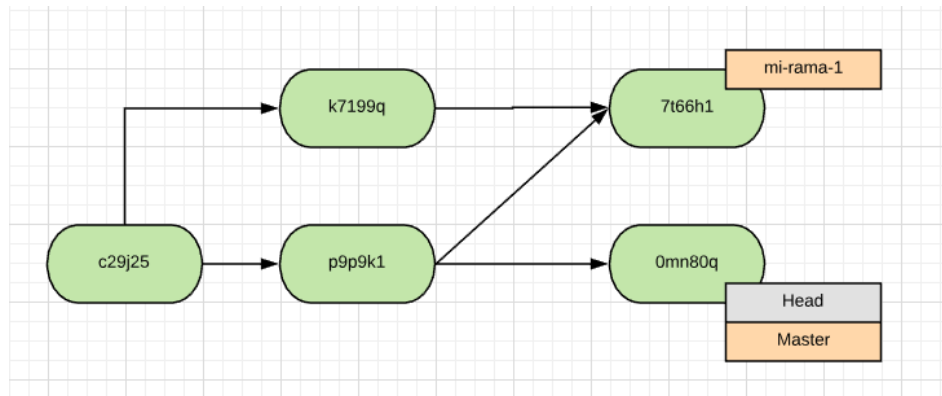 mi-rama-1
k7199q
7t66h1
c29j25
p9p9k1
0mn80q
Head
Master